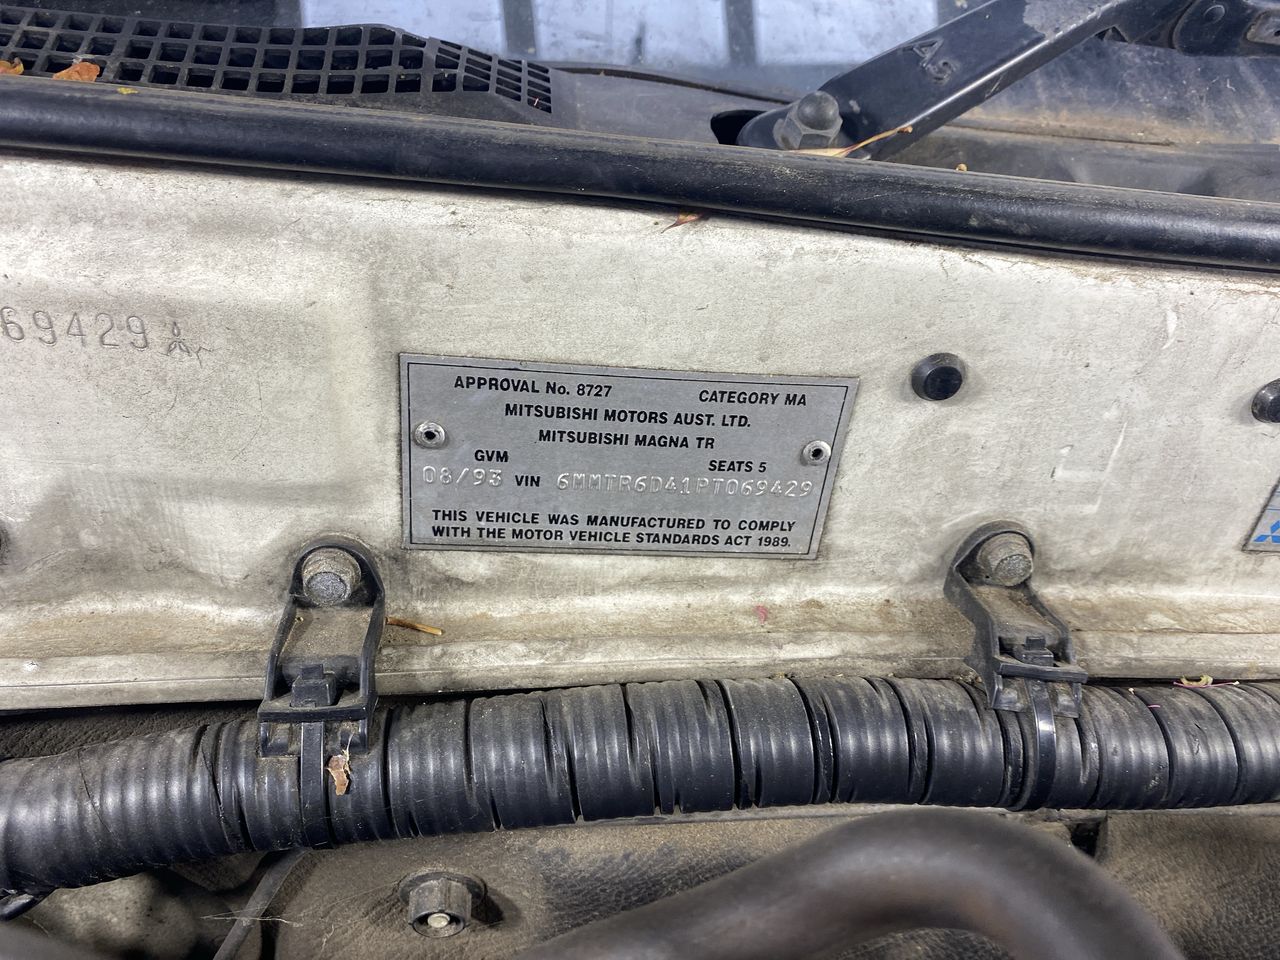 69429
APPROVAL No. 8727 CATEGORY MA
MITSUBISHI MOTORS AUST. LTD.
MITSUBISHI MAGNA TR
GVM SEATS 5
08/93 VIN 6MMTR6D41PT069429
THIS VEHICLE WAS MANUFACTURED TO COMPLY
WITH THE MOTOR VEHICLE STANDARDS ACT 1989.